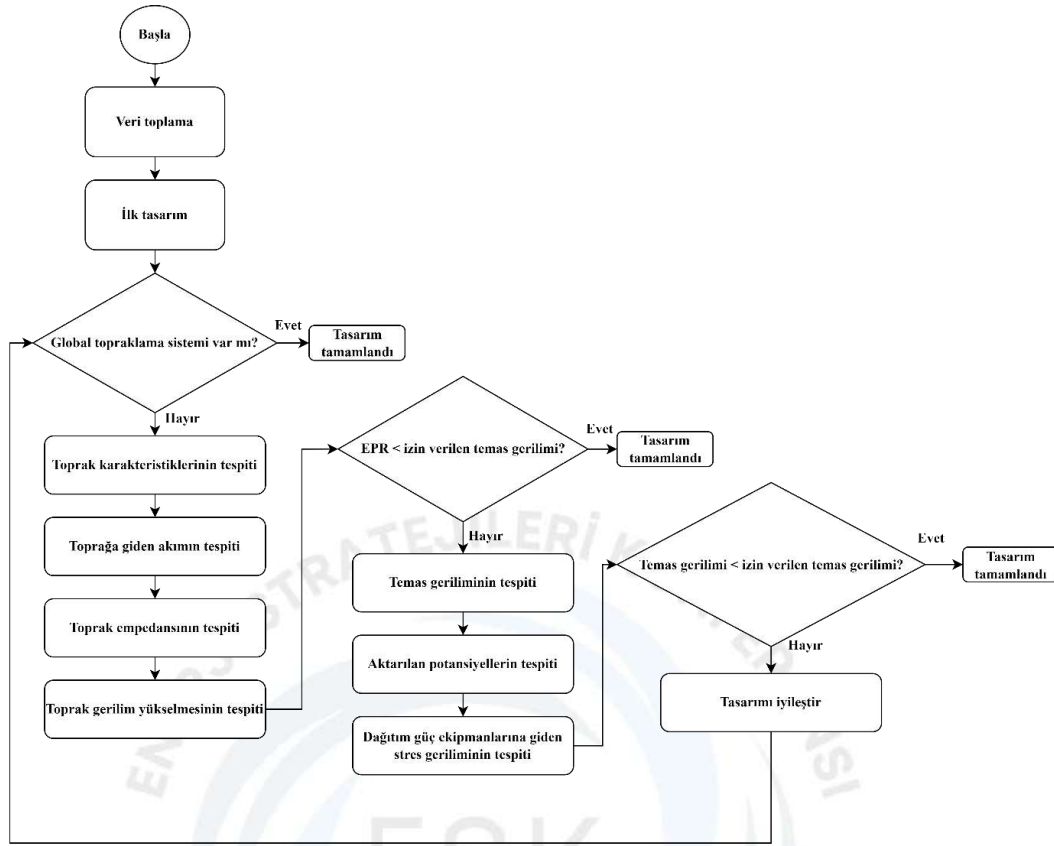 Başla
Veri toplama
İlk tasarım
Global topraklama sistemi var mı?
Evet
Tasarım
tamamlandı
Hayır
Toprak karakteristiklerinin tespiti
Toprağa giden akımın tespiti
Toprak empedansının tespiti
Toprak gerilim yükselmesinin tespiti
EPR < izin verilen temas gerilimi?
Evet
Tasarım
tamamlandı
Hayır
Temas geriliminin tespiti
Aktarılan potansiyellerin tespiti
Dağıtım güç ekipmanlarına giden
stres geriliminin tespiti
Temas gerilimi < izin verilen temas gerilimi?
Evet
Tasarım
tamamlandı
Hayır
Tasarımı iyileştir